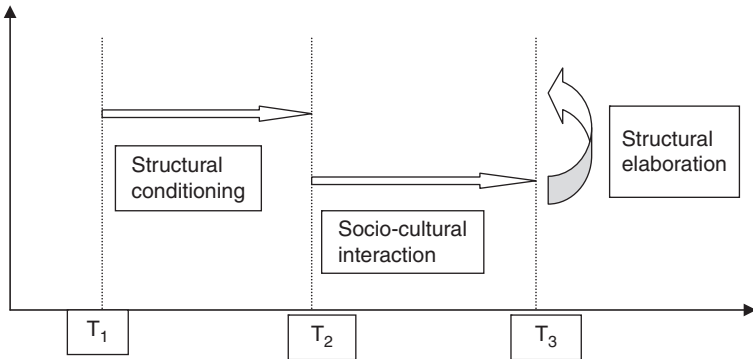 Structural
conditioning
Socio-cultural
interaction
Structural
elaboration
T₁
T₂
T₃